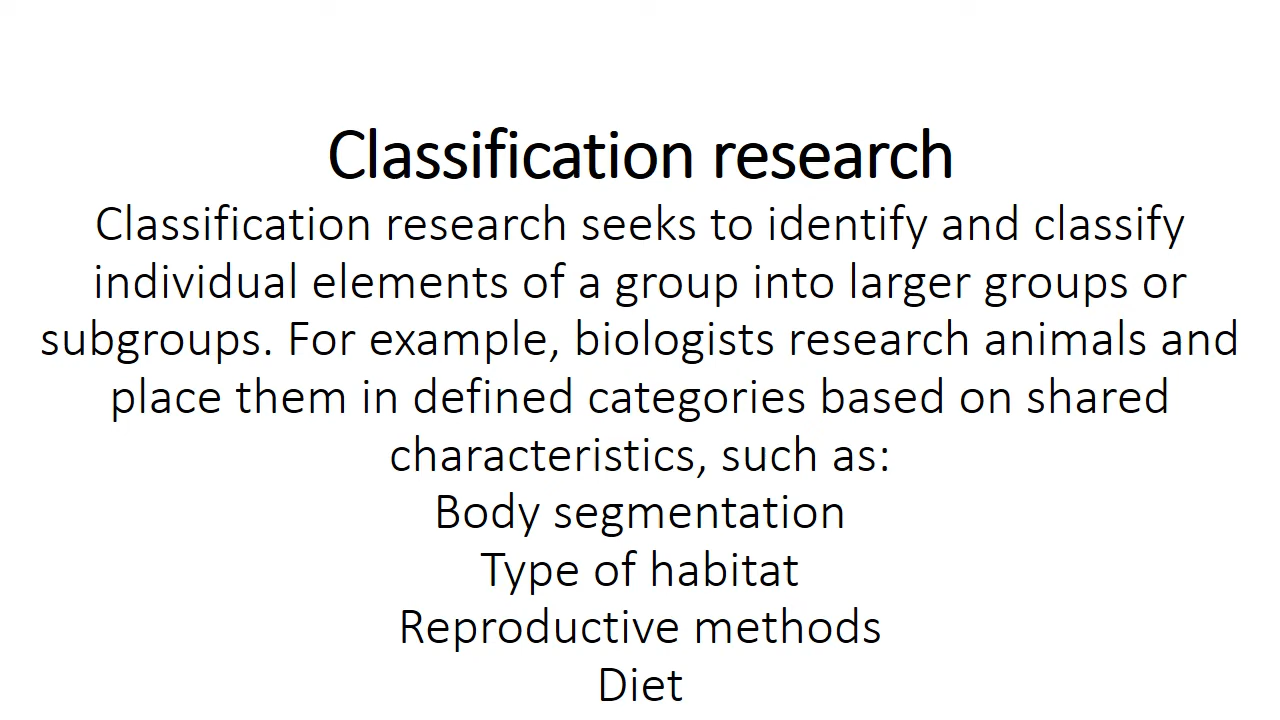 Classification research
Classification research seeks to identify and classify
individual elements of a group into larger groups or
subgroups. For example, biologists research animals and
place them in defined categories based on shared
characteristics, such as:
Body segmentation
Type of habitat
Reproductive methods
Diet